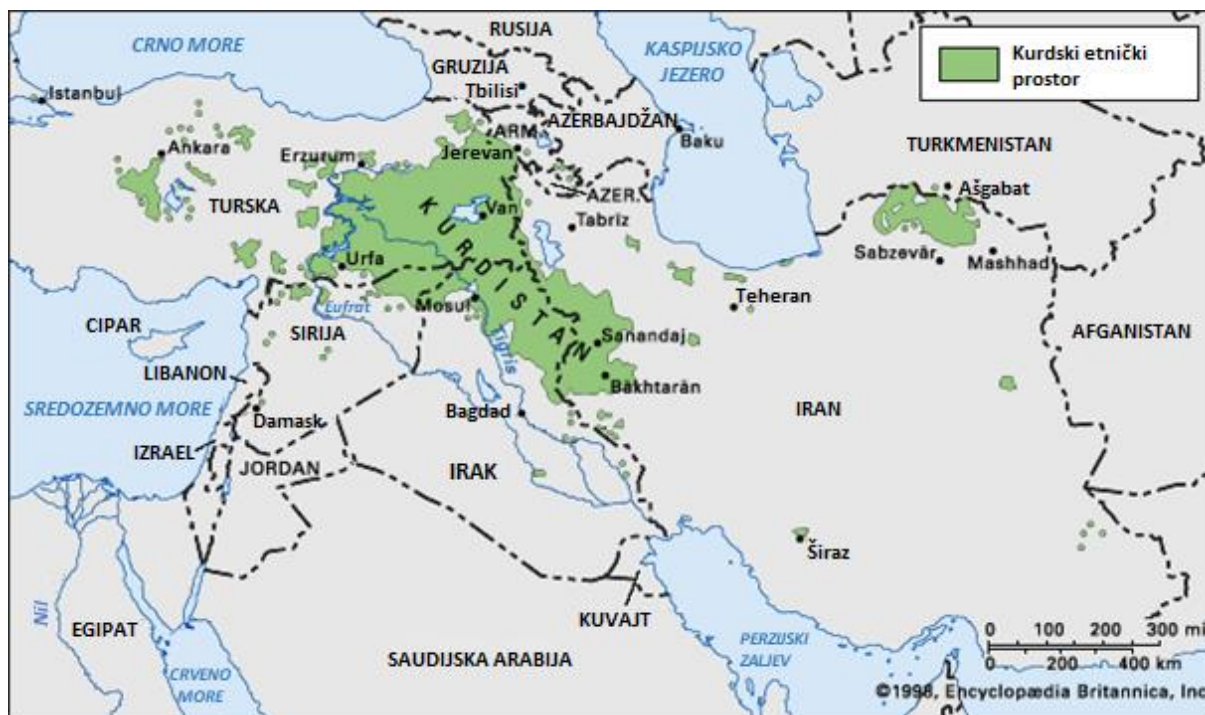 RUSIJA
CRNO MORE
KASPIJSKO
JEZERO
Kurdski etnički
prostor
GRUZIJA
Tbilisi
Istanbul
AZERBAJDŽAN
ARM.
Baku
Ankara
Erzurum
Jerevan
TURKMENISTAN
AZER.
Ašgabat
TURSKA
Van
Tabrīz
KURDISTAN
Urfa
Sabzevār
Mashhad
Eufrat
Mosul
Teheran
CIPAR
SIRIJA
Tigris
Sanandaj
AFGANISTAN
LIBANON
Bākhtarān
SREDOZEMNO MORE
Damask
Bagdad
IRAN
IZRAEL
JORDAN
IRAK
Širaz
Nil
EGIPAT
KUVAJT
PERZIJSKI
ZALJEV
SAUDIJSKA ARABIJA
CRVENO
MORE
0 100 200 300 mi
0 200 400 km
©1998, Encyclopædia Britannica, Inc